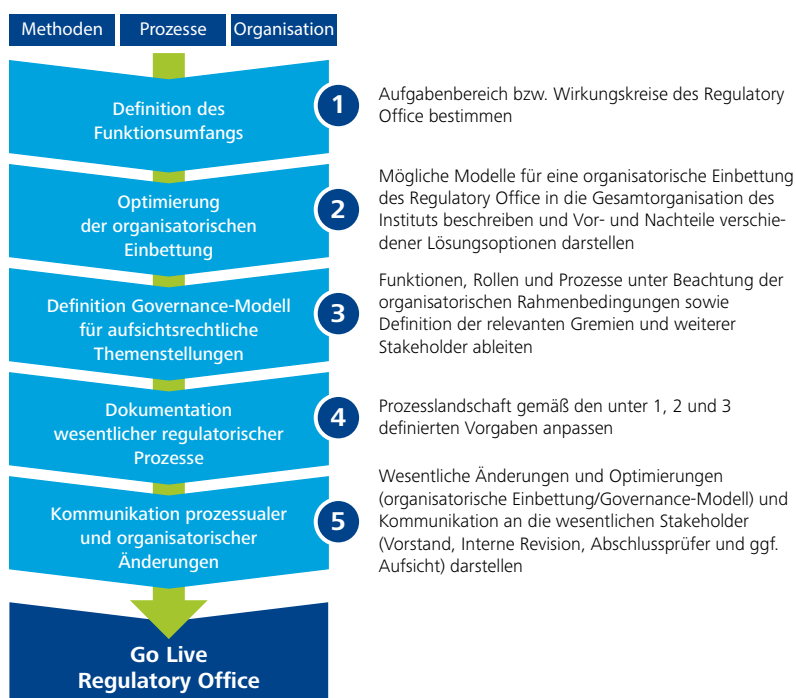 Methoden Prozesse Organisation
Definition des
Funktionsumfangs
1
Aufgabenbereich bzw. Wirkungskreise des Regulatory
Office bestimmen
Optimierung
der organisatorischen
Einbettung
2
Mögliche Modelle für eine organisatorische Einbettung
des Regulatory Office in die Gesamtorganisation des
Instituts beschreiben und Vor- und Nachteile verschie-
dener Lösungsoptionen darstellen
Definition Governance-Modell
für aufsichtsrechtliche
Themenstellungen
3
Funktionen, Rollen und Prozesse unter Beachtung der
organisatorischen Rahmenbedingungen sowie
Definition der relevanten Gremien und weiterer
Stakeholder ableiten
Dokumentation
wesentlicher regulatorischer
Prozesse
4
Prozesslandschaft gemäß den unter 1, 2 und 3
definierten Vorgaben anpassen
Kommunikation prozessualer
und organisatorischer
Änderungen
5
Wesentliche Änderungen und Optimierungen
(organisatorische Einbettung/Governance-Modell) und
Kommunikation an die wesentlichen Stakeholder
(Vorstand, Interne Revision, Abschlussprüfer und ggf.
Aufsicht) darstellen
Go Live
Regulatory Office